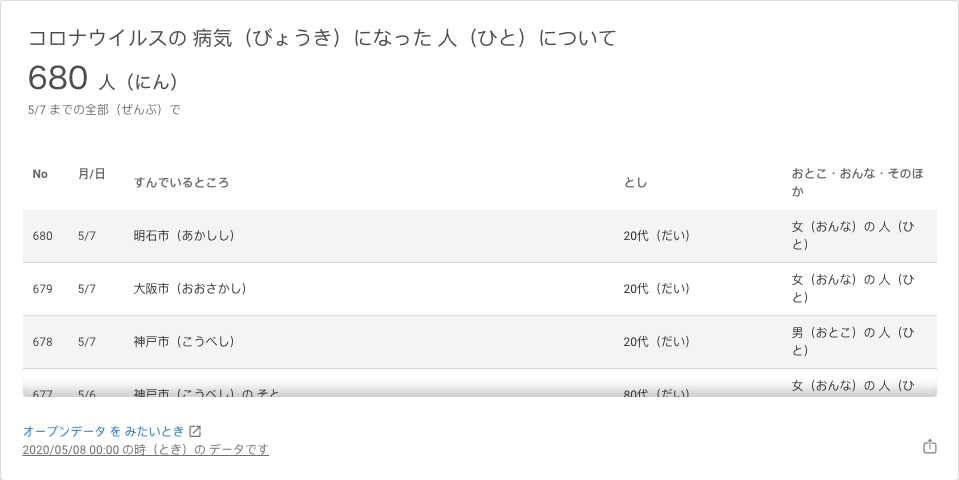 コロナウイルスの 病気（びょうき）になった 人（ひと）について
680 人（にん）
5/7 までの全部（ぜんぶ）で
No 月/日 すんでいるところ とし おとこ・おんな・そのほ
か
680 5/7 明石市（あかしし） 20代（だい） 女（おんな）の 人（ひ
と）
679 5/7 大阪市（おおさかし） 20代（だい） 女（おんな）の 人（ひ
と）
678 5/7 神戸市（こうべし） 20代（だい） 男（おとこ）の 人（ひ
と）
677 5/6 神戸市（こうべし）の そと 80代（だい） 女（おんな）の 人（ひ
オープンデータ を みたいとき
2020/05/08 00:00 の時（とき）の データです